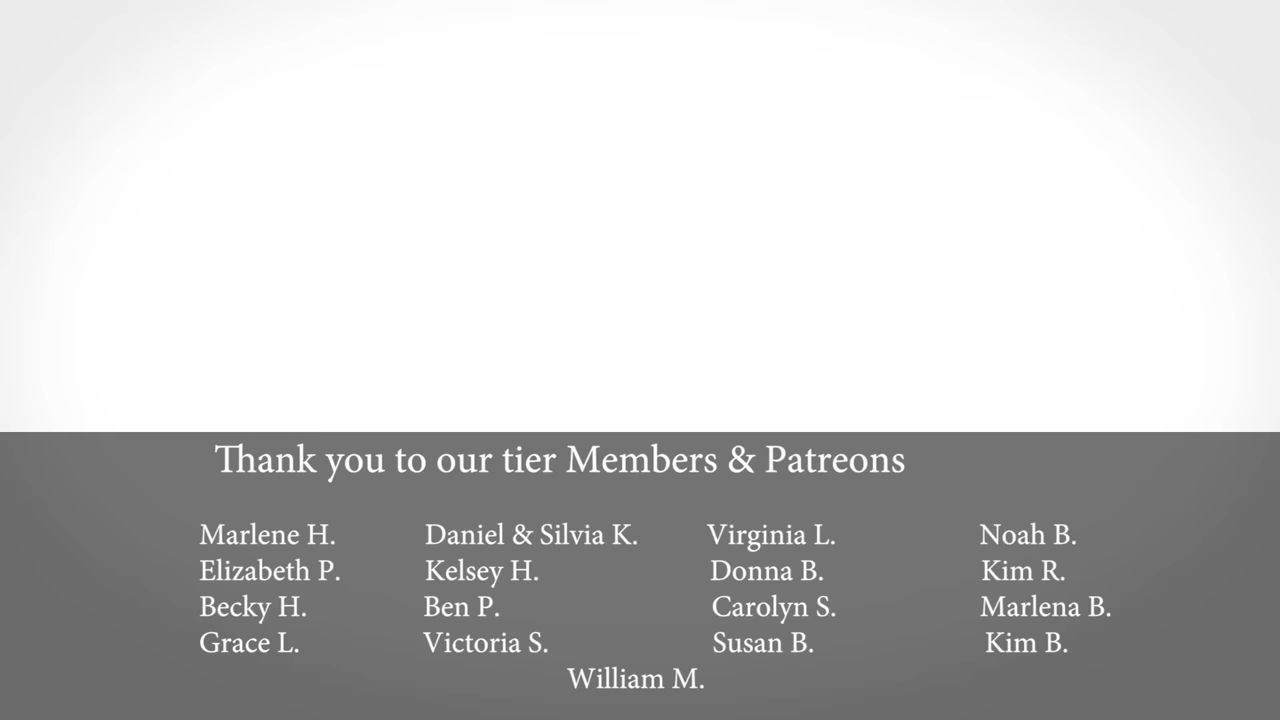 Thank you to our tier Members & Patreons
Marlene H. Daniel & Silvia K. Virginia L. Noah B.
Elizabeth P. Kelsey H. Donna B. Kim R.
Becky H. Ben P. Carolyn S. Marlena B.
Grace L. Victoria S. Susan B. Kim B.
William M.